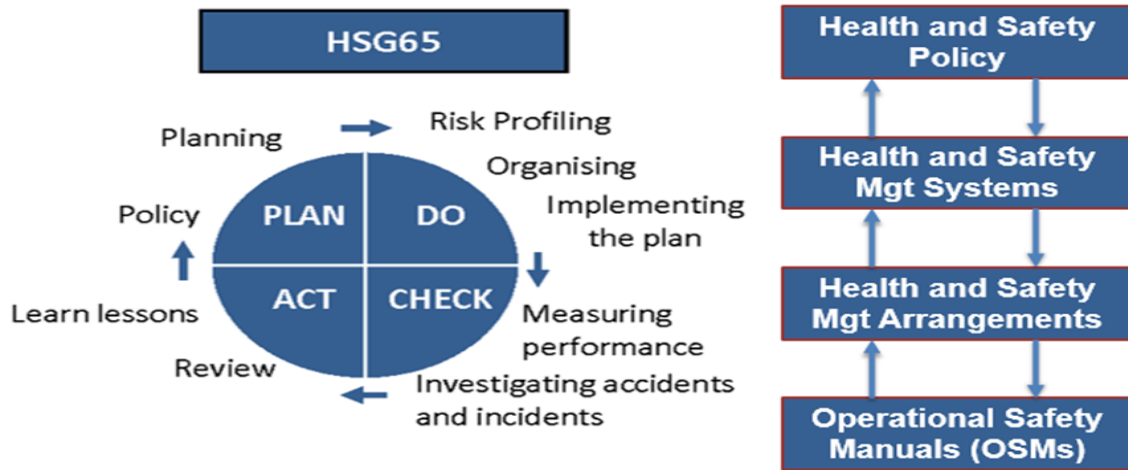 HSG65
Planning
Risk Profiling
Organising
Policy
PLAN
DO
Implementing
the plan
ACT
CHECK
Learn lessons
Measuring
performance
Review
Investigating accidents
and incidents
Health and Safety
Policy
Health and Safety
Mgt Systems
Health and Safety
Mgt Arrangements
Operational Safety
Manuals (OSMs)